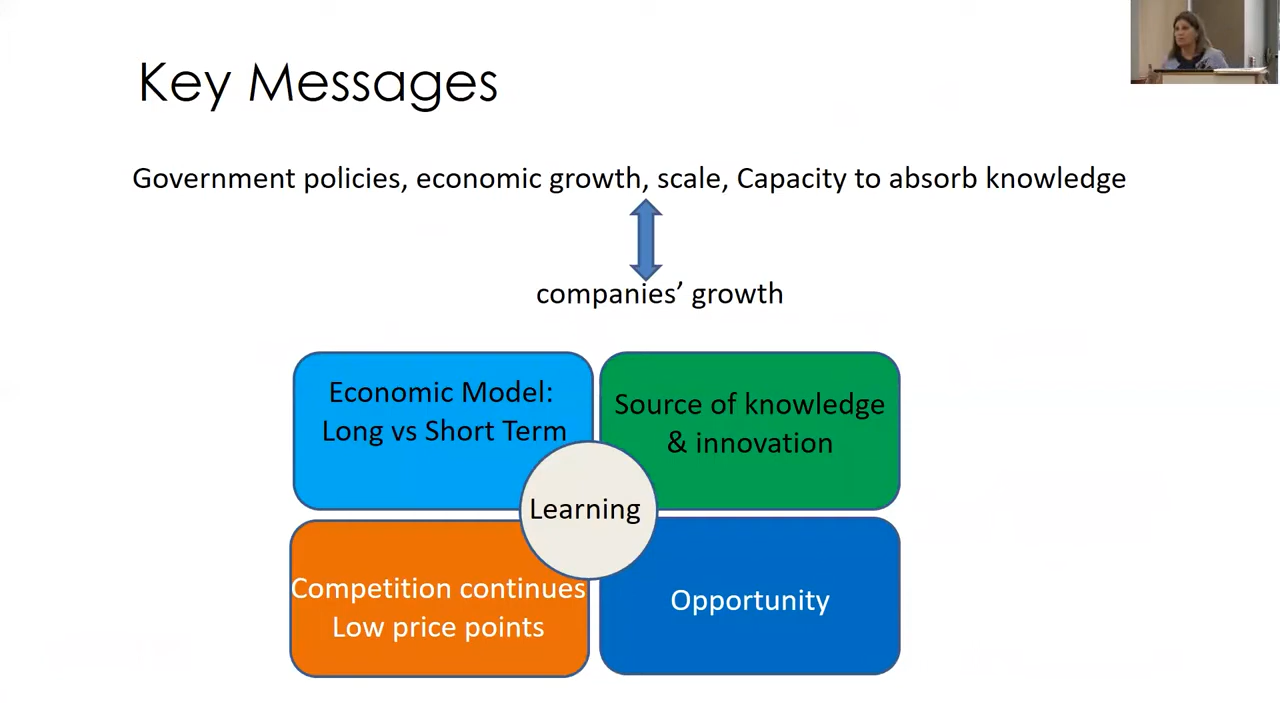 Key Messages
Government policies, economic growth, scale, Capacity to absorb knowledge
companies’ growth
Economic Model:
Long vs Short Term
Source of knowledge
& innovation
Learning
Competition continues
Low price points
Opportunity